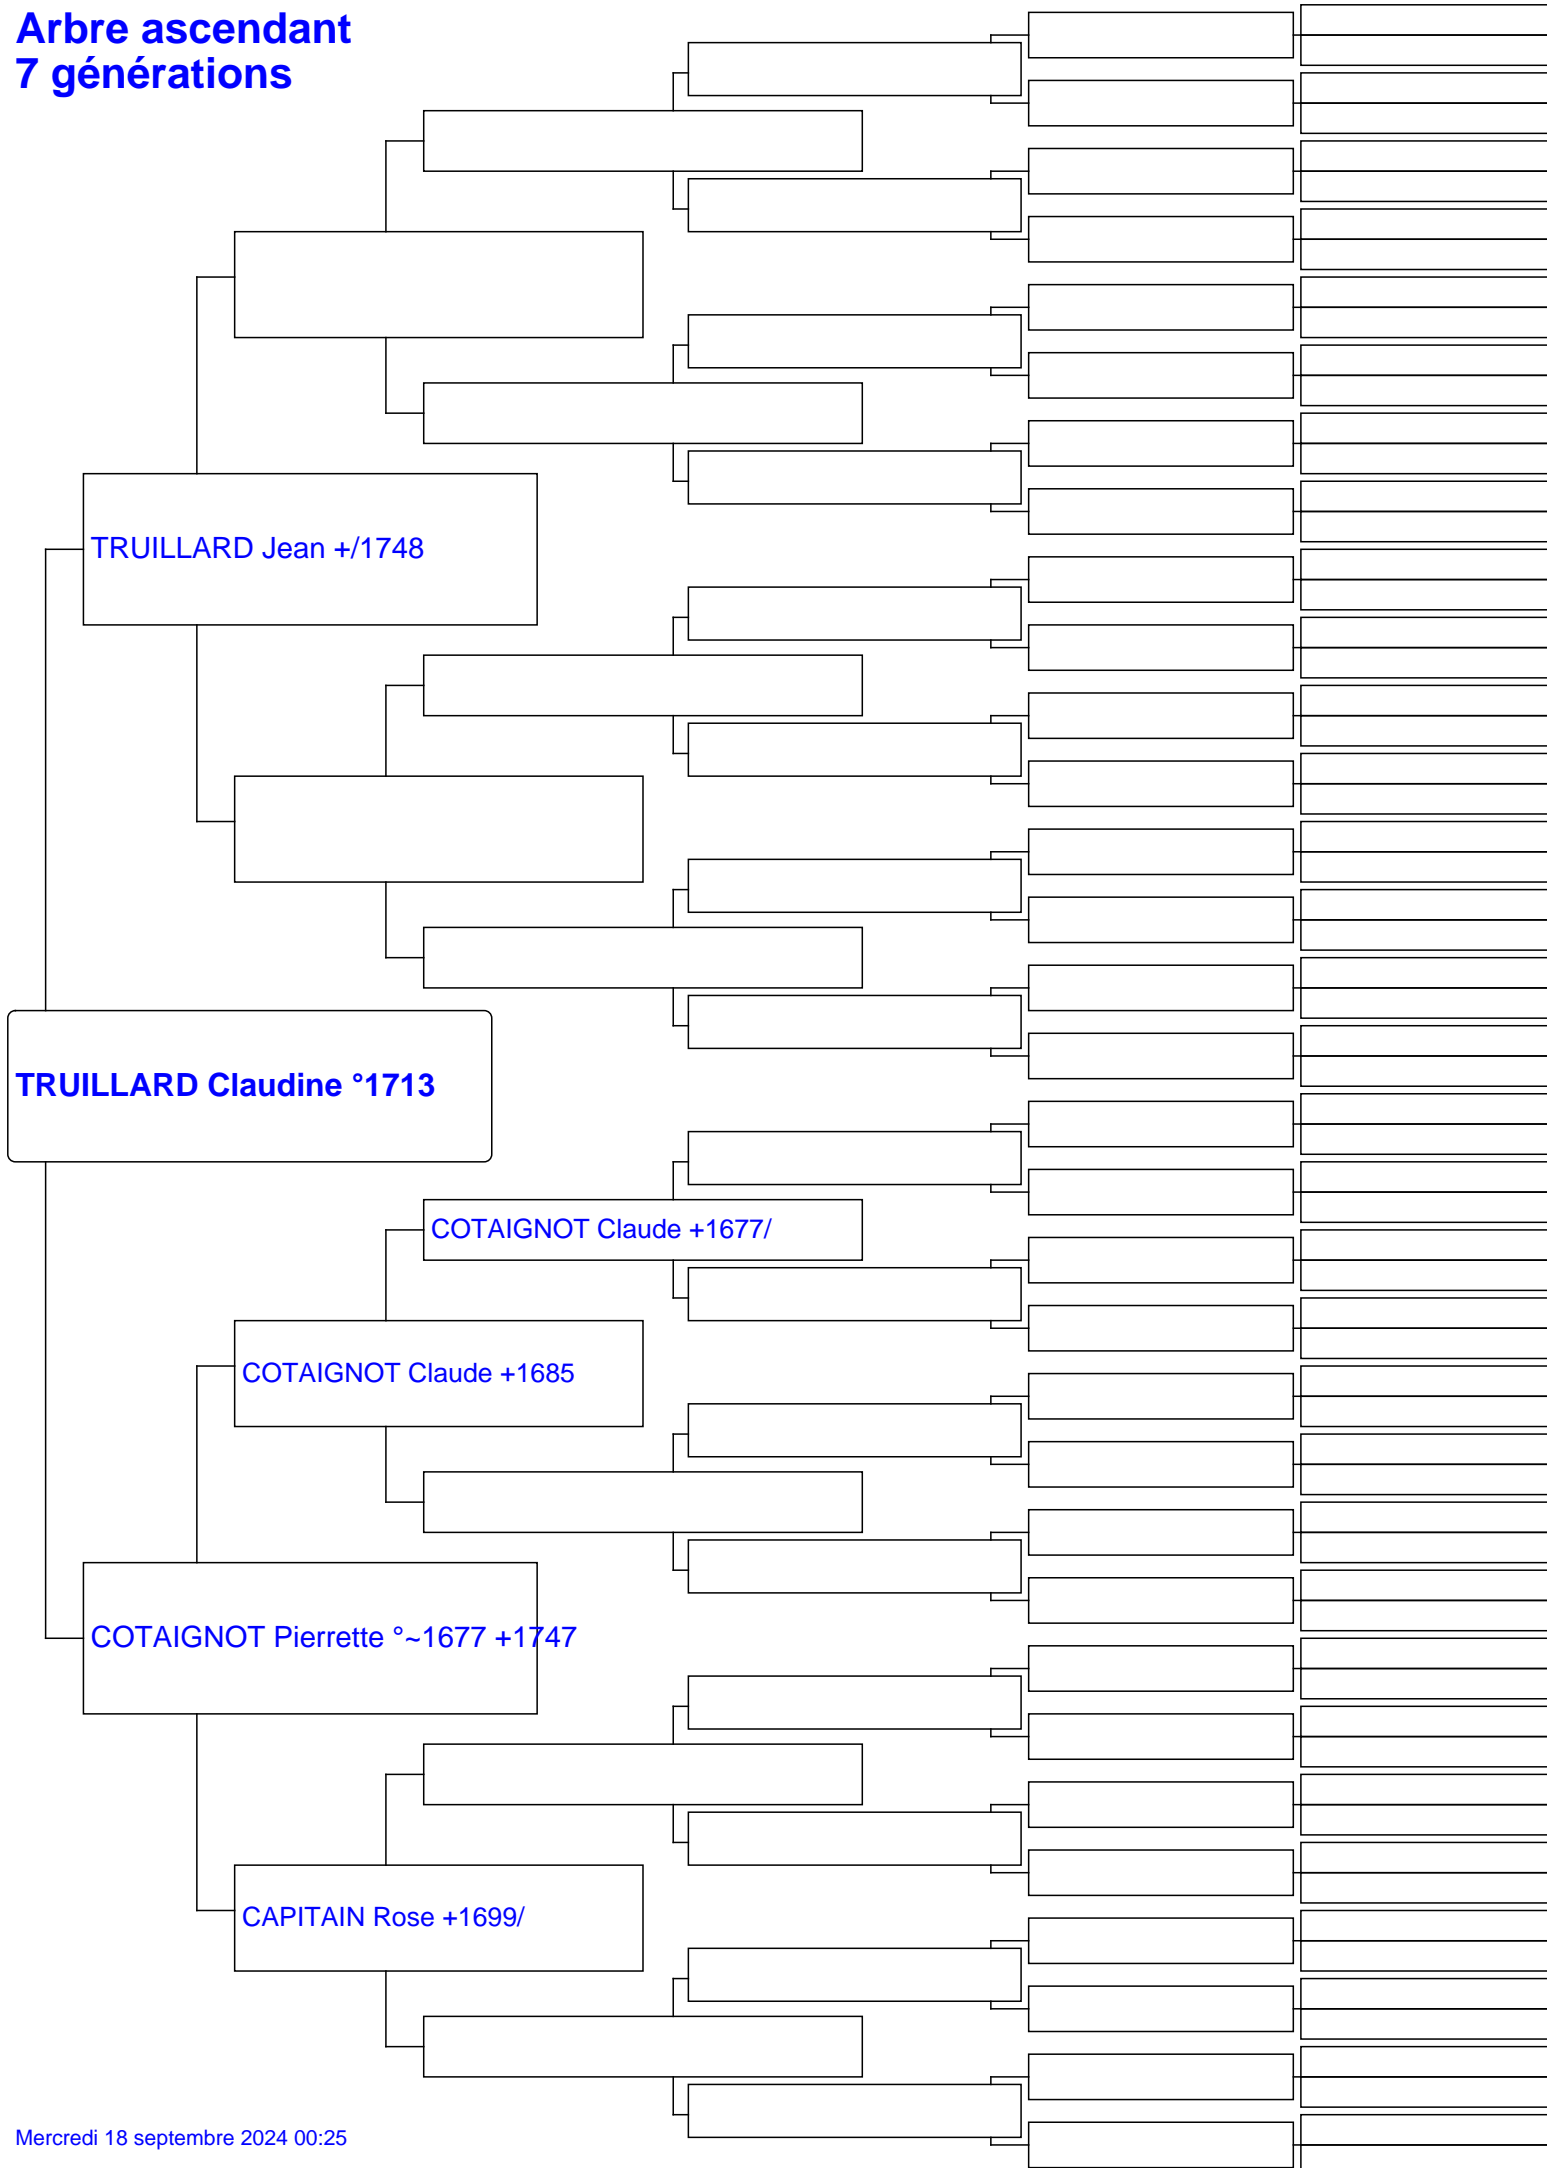 Arbre ascendant
7 générations
TRUILLARD Jean +/1748
TRUILLARD Claudine °1713
COTAIGNOT Claude +1677/
COTAIGNOT Claude +1685
COTAIGNOT Pierrette °~1677 +1747
CAPITAIN Rose +1699/
Mercredi 18 septembre 2024 00:25